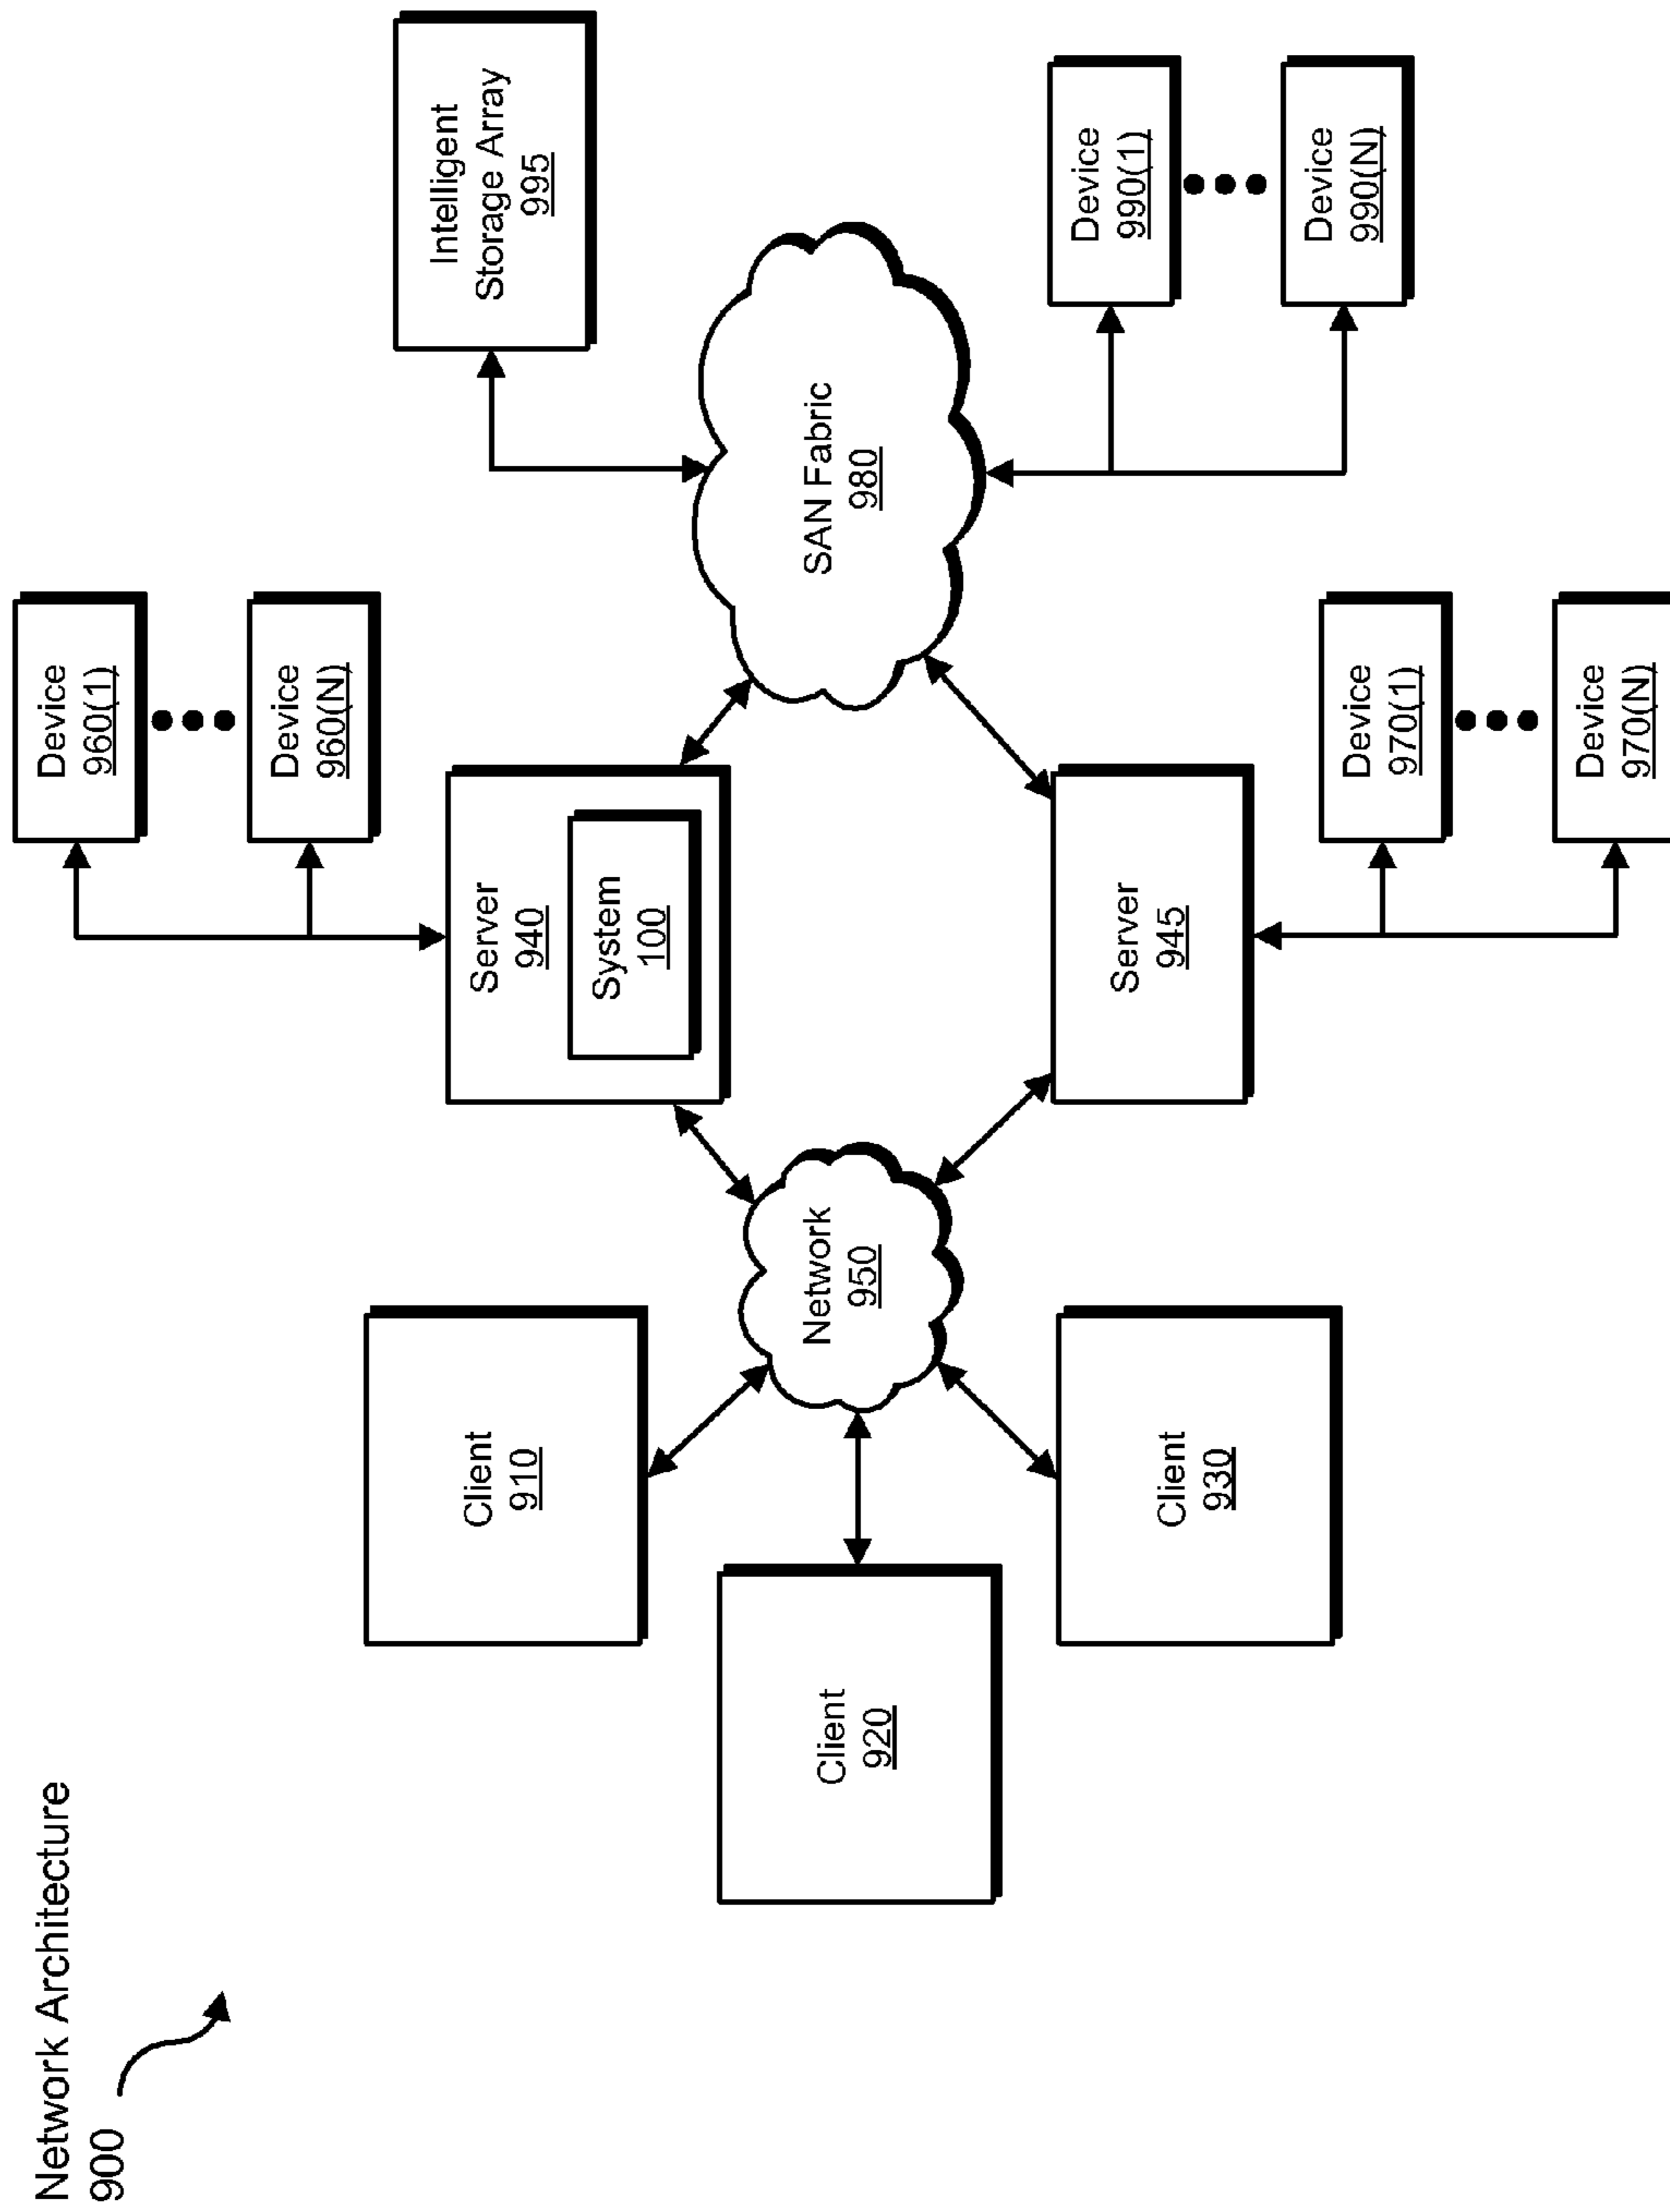 Network Architecture
900
Device
960(1)
Device
960(N)
Intelligent
Storage Array
995
Client
910
Server
940
System
100
Client
920
Network
950
SAN Fabric
980
Client
930
Server
945
Device
990(1)
Device
990(N)
Device
970(1)
Device
970(N)